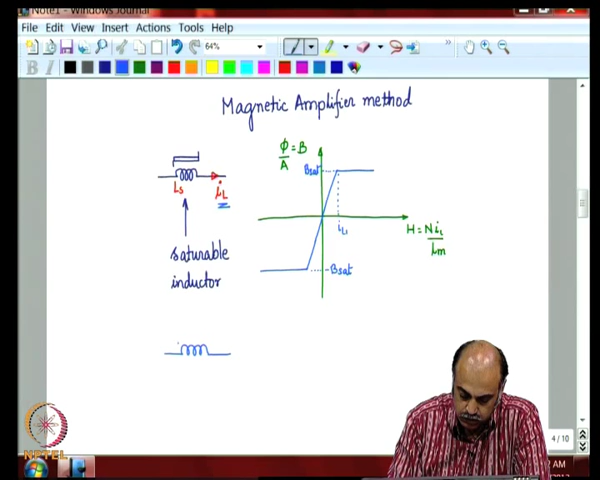 Note1 - Windows Journal
File Edit View Insert Actions Tools Help
64%
B I
Magnetic Amplifier method
Φ/A = B
Bsat
Ls
iL
iL1
H = N iL / lm
saturable
inductor
-Bsat
4 / 10
NPTEL